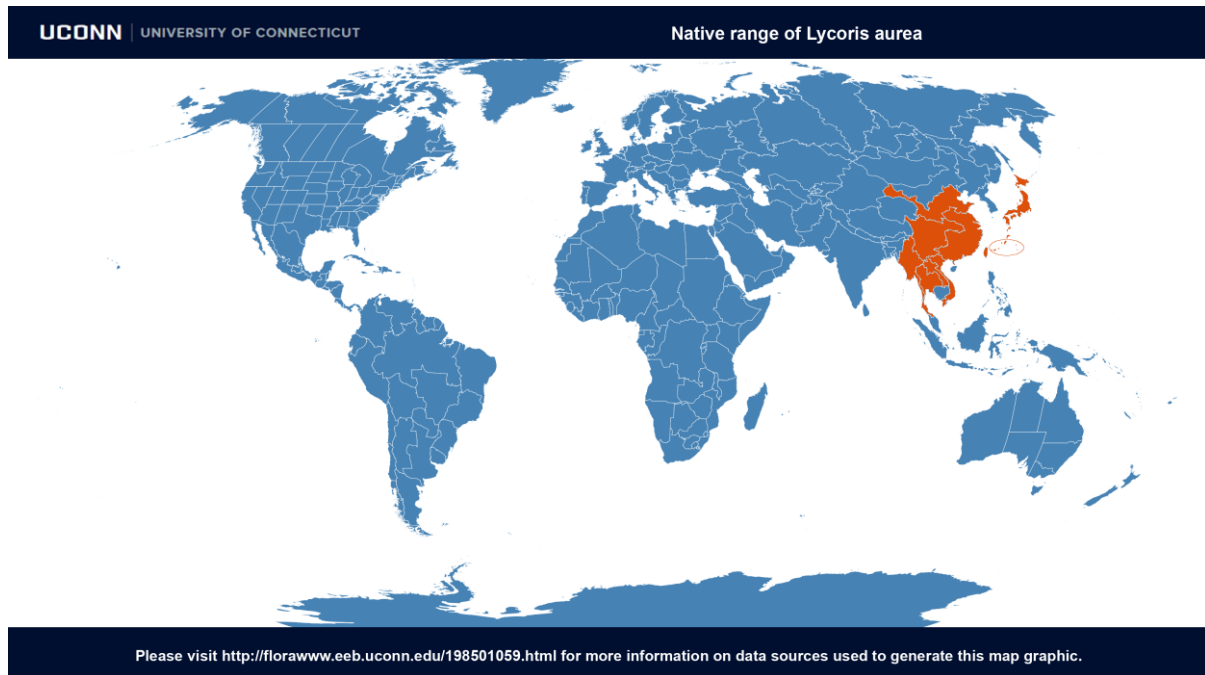 UCONN | UNIVERSITY OF CONNECTICUT
Native range of Lycoris aurea
Please visit http://florawww.eeb.uconn.edu/198501059.html for more information on data sources used to generate this map graphic.